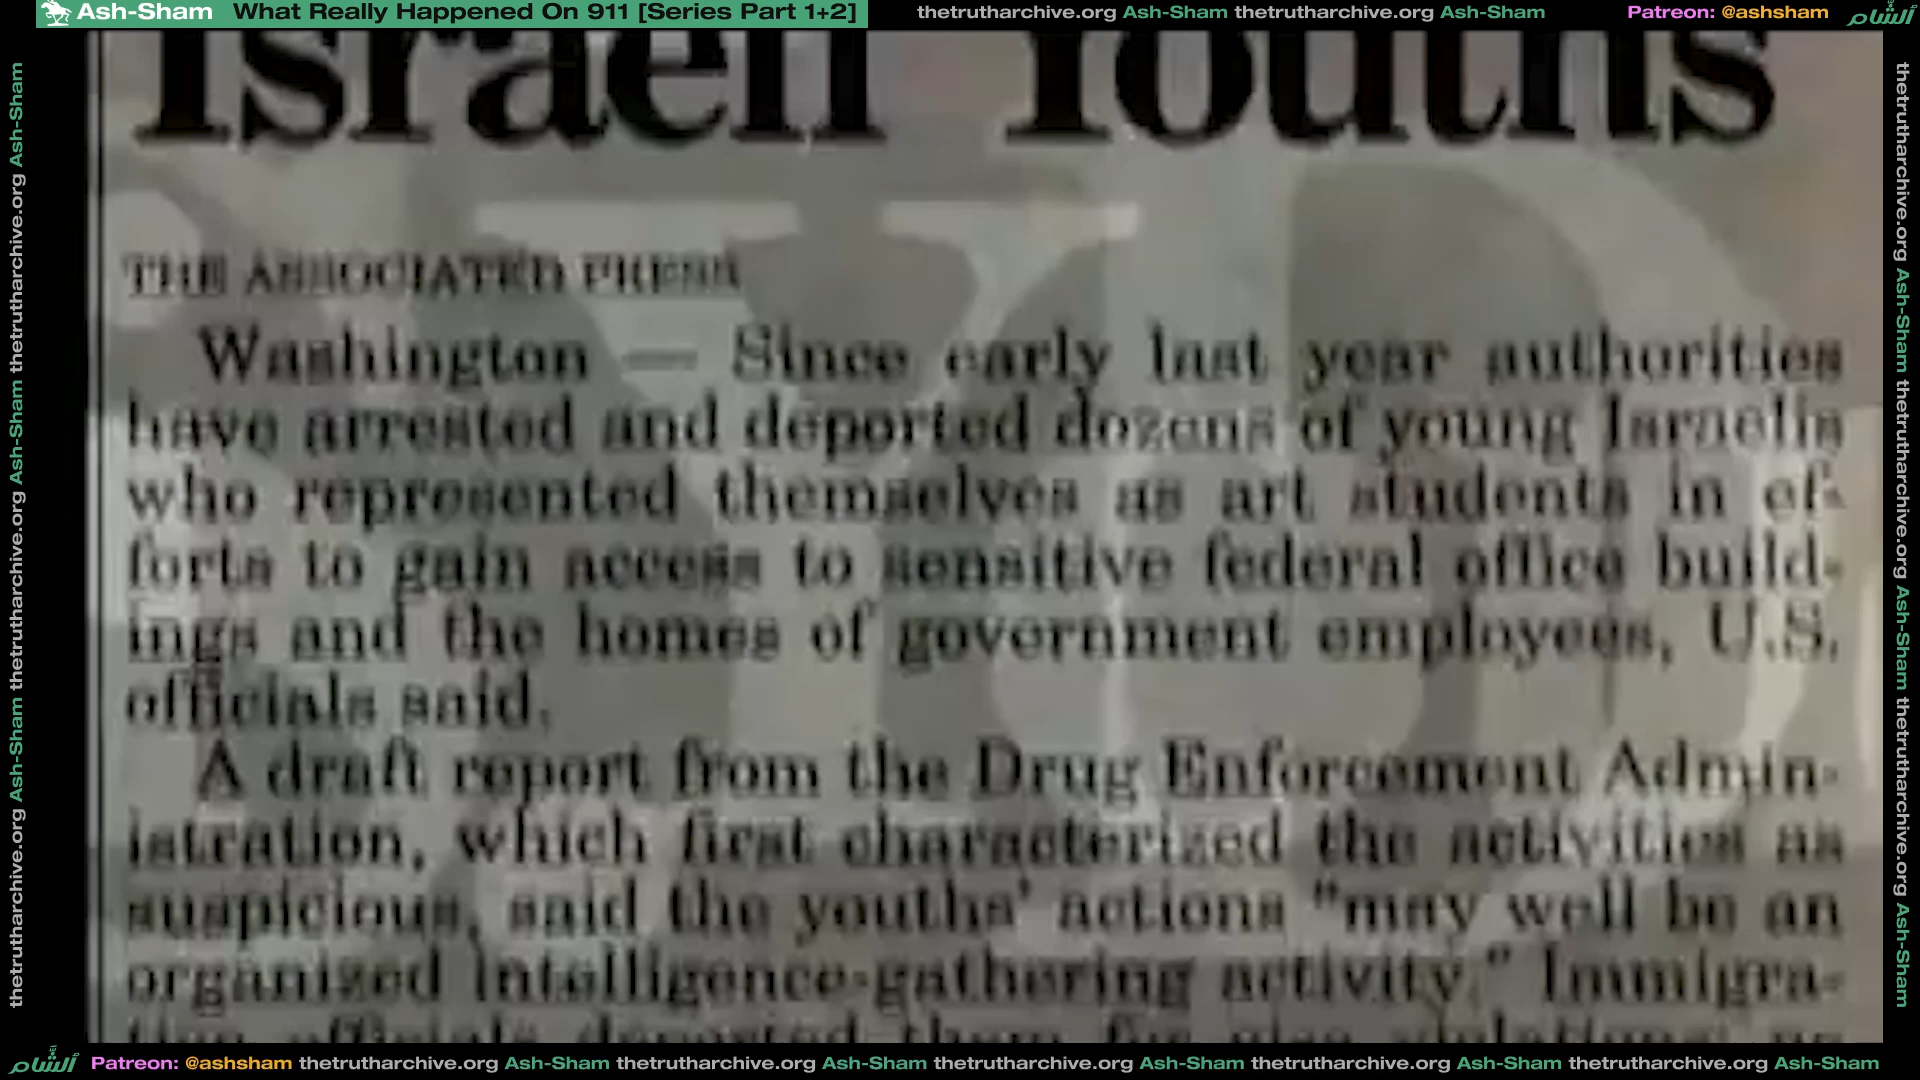 Ash-Sham What Really Happened On 911 [Series Part 1+2] thetrutharchive.org Ash-Sham thetrutharchive.org Ash-Sham Patreon: @ashsham الشام
Israeli Youths
THE ASSOCIATED PRESS
Washington — Since early last year authorities
have arrested and deported dozens of young Israelis
who represented themselves as art students in ef-
forts to gain access to sensitive federal office build-
ings and the homes of government employees, U.S.
officials said.
A draft report from the Drug Enforcement Admin-
istration, which first characterized the activities as
suspicious, said the youths' actions "may well be an
organized intelligence-gathering activity." Immigra-
officials deported them for visa violations
thetrutharchive.org Ash-Sham thetrutharchive.org Ash-Sham thetrutharchive.org Ash-Sham
thetrutharchive.org Ash-Sham thetrutharchive.org Ash-Sham thetrutharchive.org Ash-Sham
الشام Patreon: @ashsham thetrutharchive.org Ash-Sham thetrutharchive.org Ash-Sham thetrutharchive.org Ash-Sham thetrutharchive.org Ash-Sham thetrutharchive.org Ash-Sham